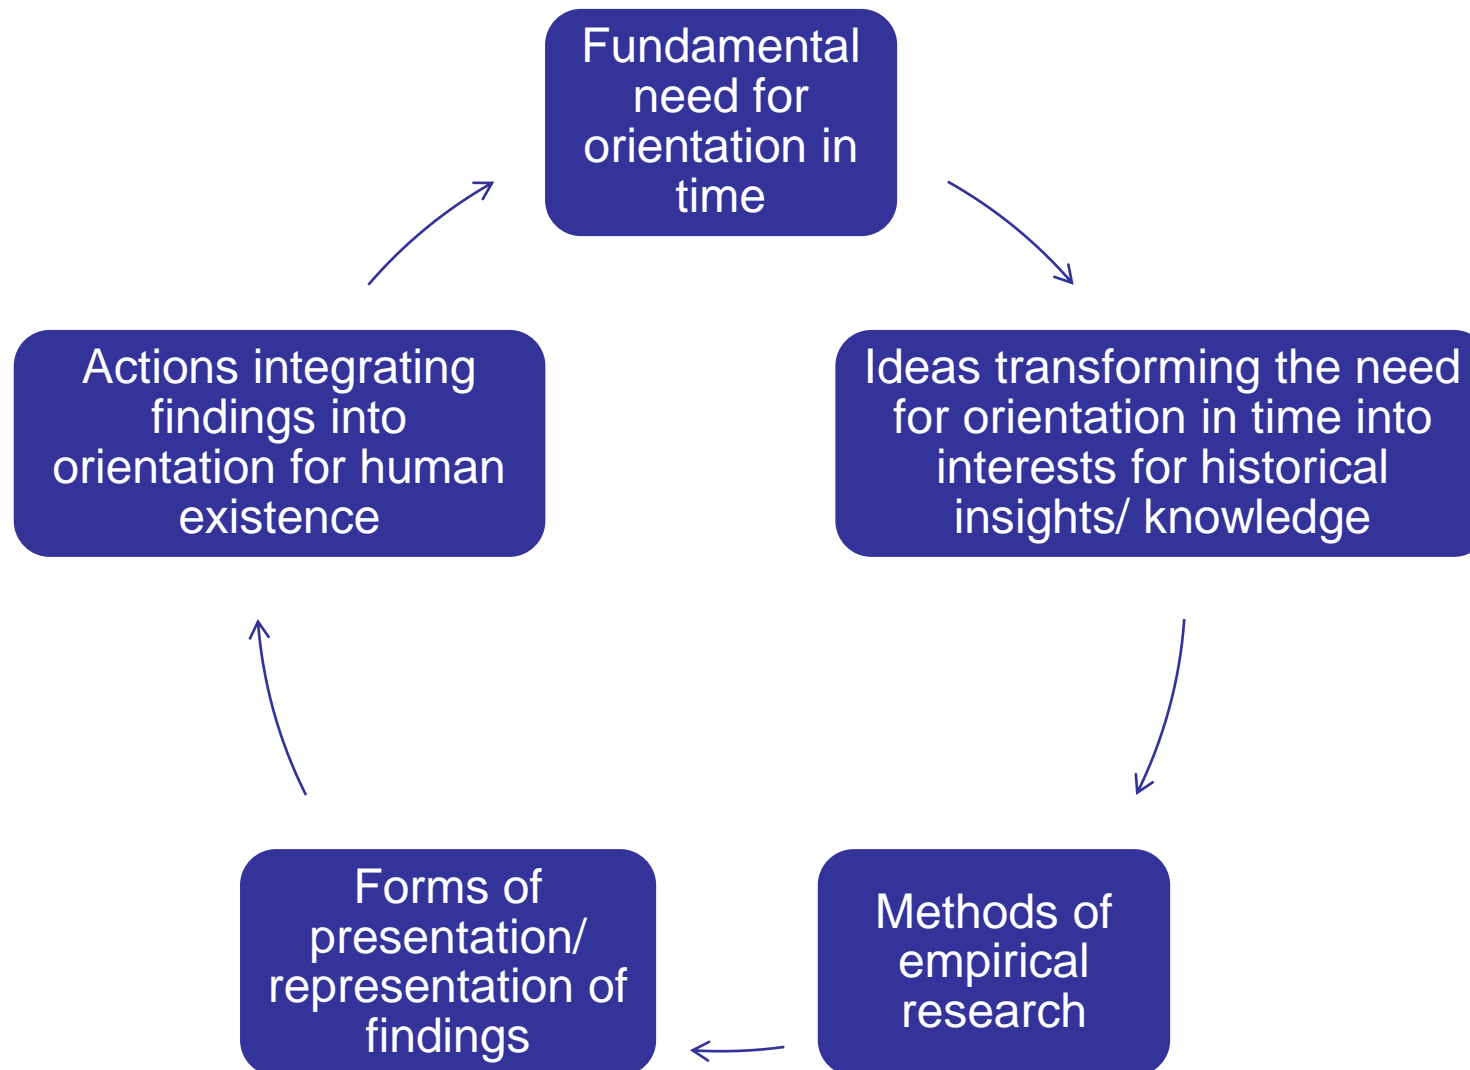 Fundamental
need for
orientation in
time
Ideas transforming the need
for orientation in time into
interests for historical
insights/ knowledge
Methods of
empirical
research
Forms of
presentation/
representation of
findings
Actions integrating
findings into
orientation for human
existence